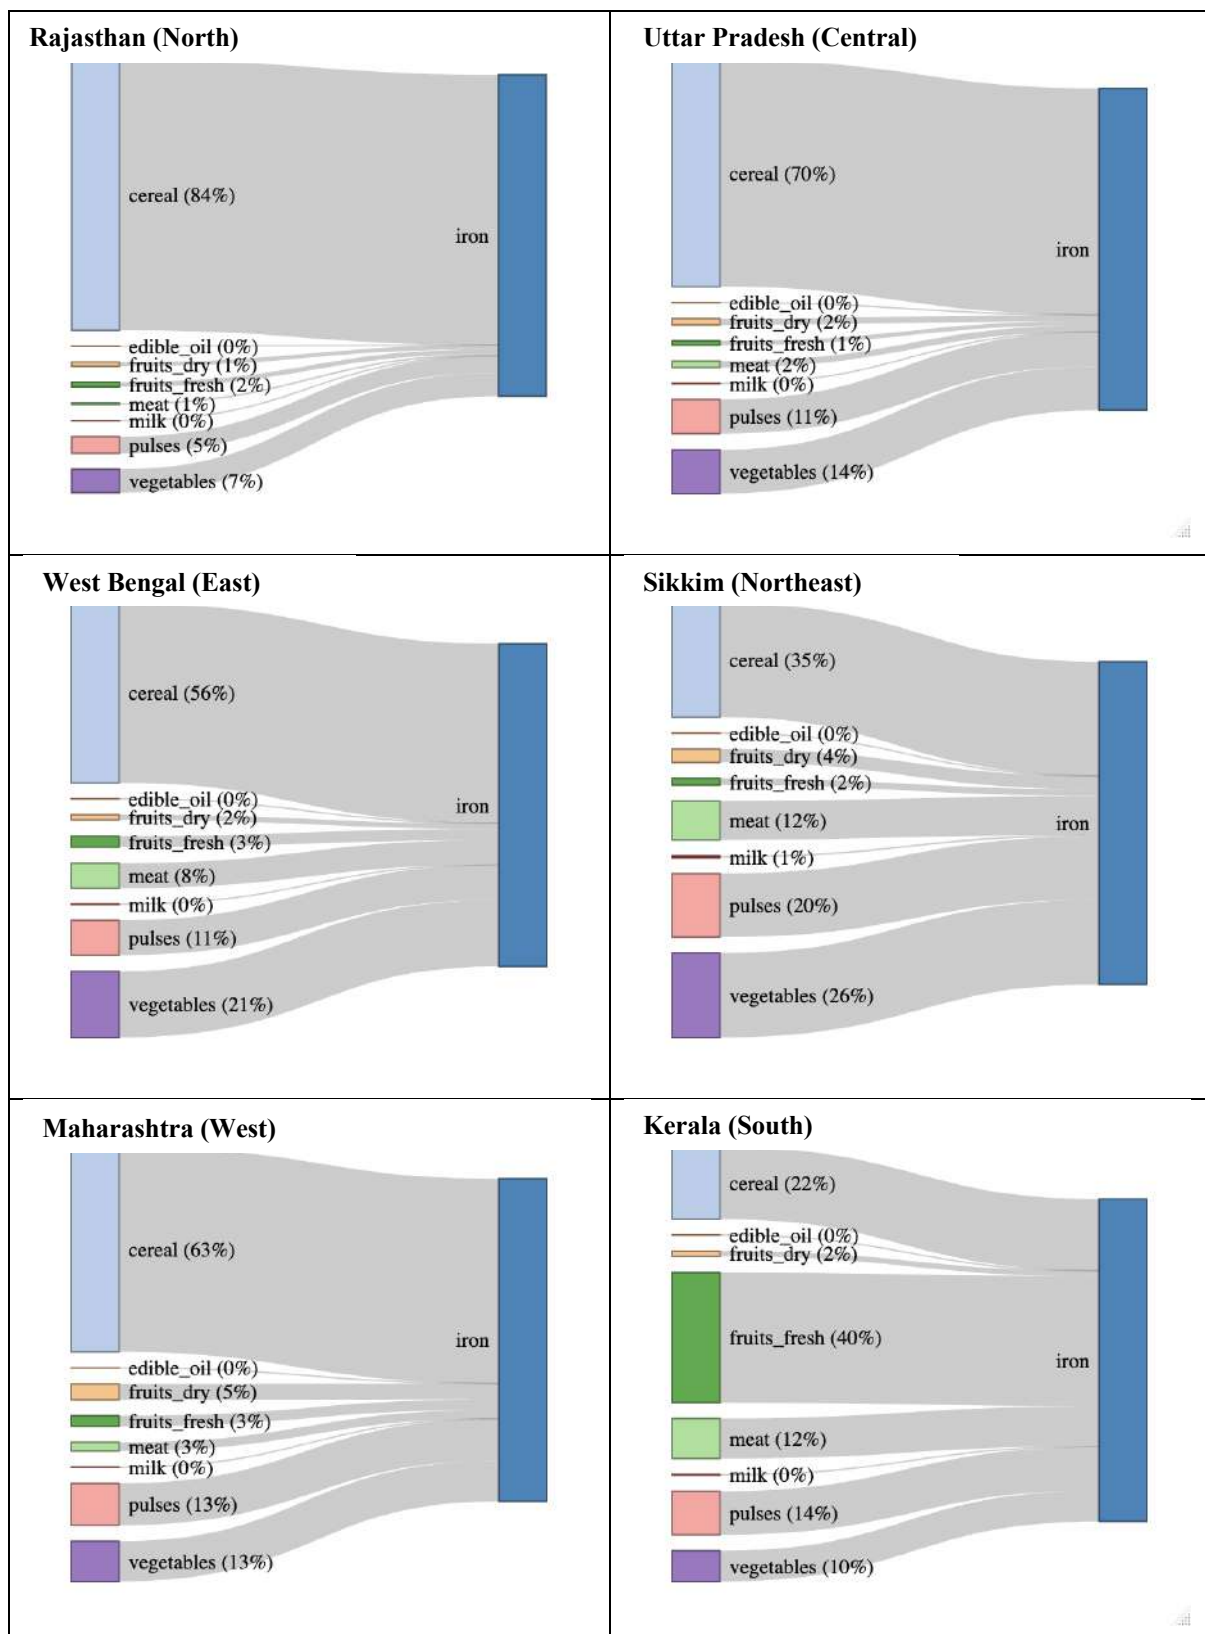 Rajasthan (North)
cereal (84%)
iron
edible_oil (0%)
fruits_dry (1%)
fruits_fresh (2%)
meat (1%)
milk (0%)
pulses (5%)
vegetables (7%)
Uttar Pradesh (Central)
cereal (70%)
iron
edible_oil (0%)
fruits_dry (2%)
fruits_fresh (1%)
meat (2%)
milk (0%)
pulses (11%)
vegetables (14%)
West Bengal (East)
cereal (56%)
edible_oil (0%)
iron
fruits_dry (2%)
fruits_fresh (3%)
meat (8%)
milk (0%)
pulses (11%)
vegetables (21%)
Sikkim (Northeast)
cereal (35%)
edible_oil (0%)
fruits_dry (4%)
fruits_fresh (2%)
meat (12%)
iron
milk (1%)
pulses (20%)
vegetables (26%)
Maharashtra (West)
cereal (63%)
iron
edible_oil (0%)
fruits_dry (5%)
fruits_fresh (3%)
meat (3%)
milk (0%)
pulses (13%)
vegetables (13%)
Kerala (South)
cereal (22%)
edible_oil (0%)
fruits_dry (2%)
fruits_fresh (40%)
iron
meat (12%)
milk (0%)
pulses (14%)
vegetables (10%)